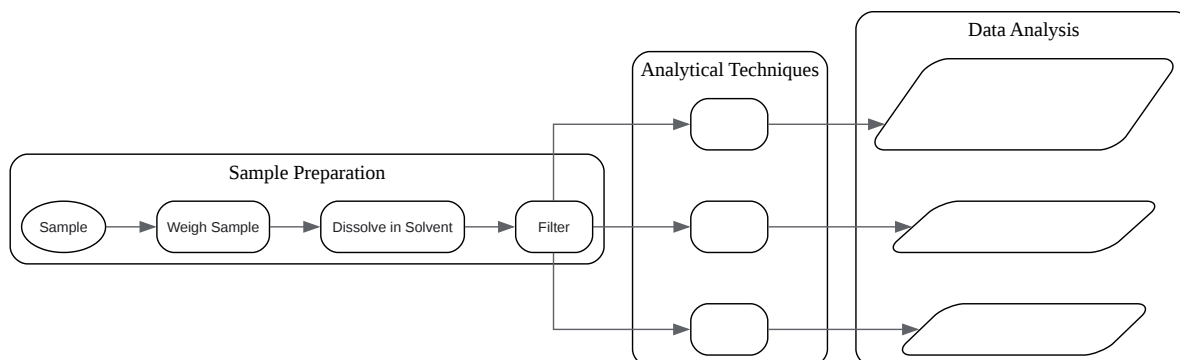 Data Analysis
Analytical Techniques
Sample Preparation
Sample
Weigh Sample
Dissolve in Solvent
Filter